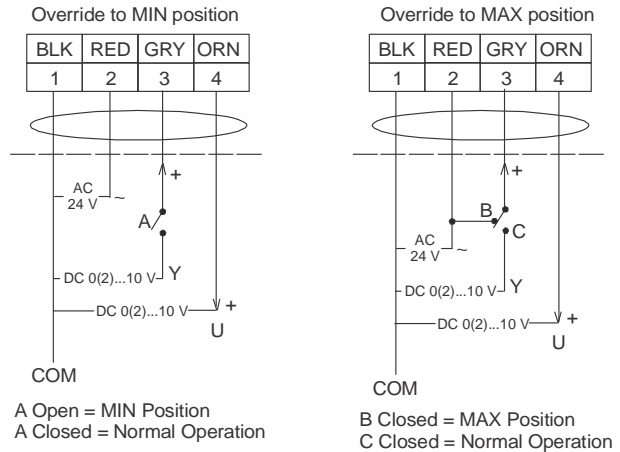 Override to MIN position
BLK RED GRY ORN
1 2 3 4
+
AC
24 V ~
A
DC 0(2)...10 V Y
DC 0(2)...10 V +
U
COM
A Open = MIN Position
A Closed = Normal Operation
Override to MAX position
BLK RED GRY ORN
1 2 3 4
+
B
C
AC
24 V ~
DC 0(2)...10 V Y
DC 0(2)...10 V +
U
COM
B Closed = MAX Position
C Closed = Normal Operation